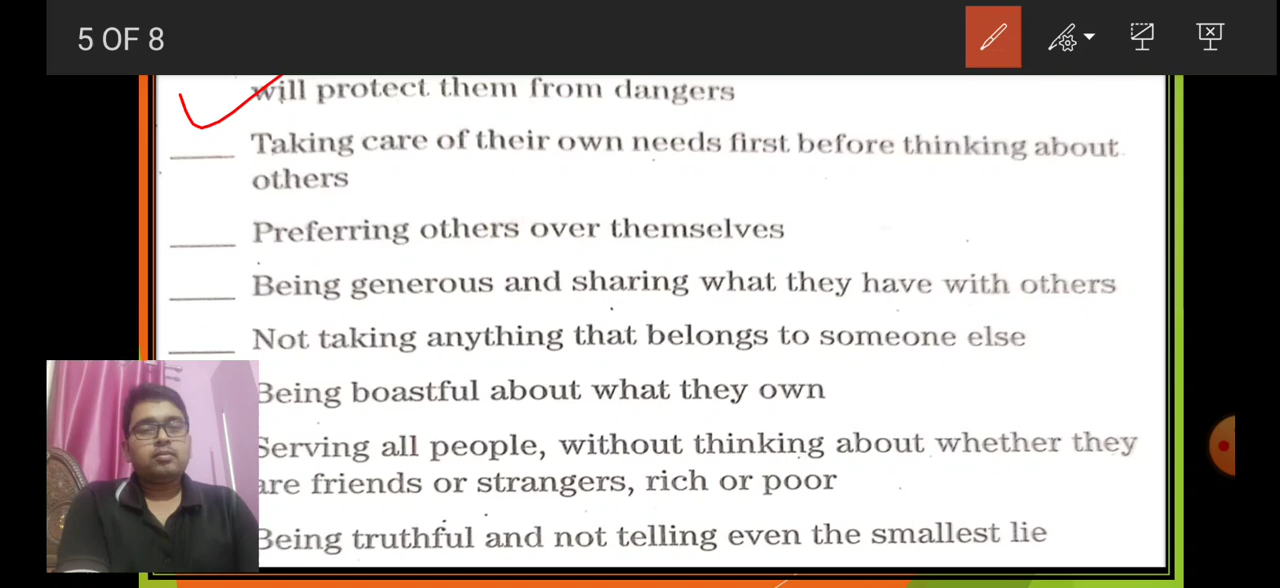 5 OF 8
will protect them from dangers
Taking care of their own needs first before thinking about
others
Preferring others over themselves
Being generous and sharing what they have with others
Not taking anything that belongs to someone else
Being boastful about what they own
Serving all people, without thinking about whether they
are friends or strangers, rich or poor
Being truthful and not telling even the smallest lie